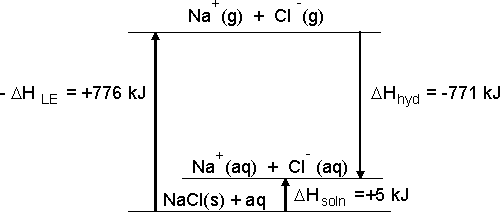 Na⁺(g) + Cl⁻(g)
- ΔH LE = +776 kJ
ΔHhyd = -771 kJ
Na⁺(aq) + Cl⁻(aq)
NaCl(s) + aq
ΔHsoln =+5 kJ